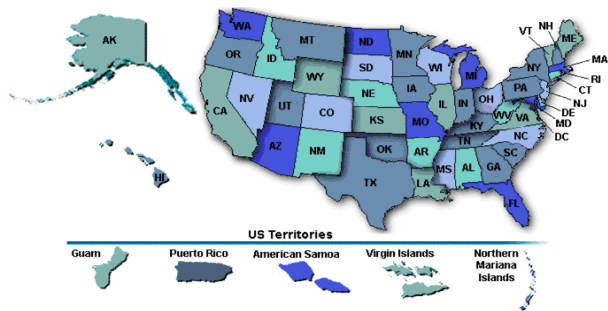 AK
HI
WA
OR
CA
NV
ID
MT
WY
UT
AZ
CO
NM
ND
SD
NE
KS
OK
TX
MN
IA
MO
AR
LA
WI
IL
MS
MI
IN
KY
TN
AL
OH
WV
GA
FL
SC
NC
VA
PA
NY
VT
NH
ME
MA
RI
CT
NJ
DE
MD
DC
US Territories
Guam
Puerto Rico
American Samoa
Virgin Islands
Northern
Mariana
Islands